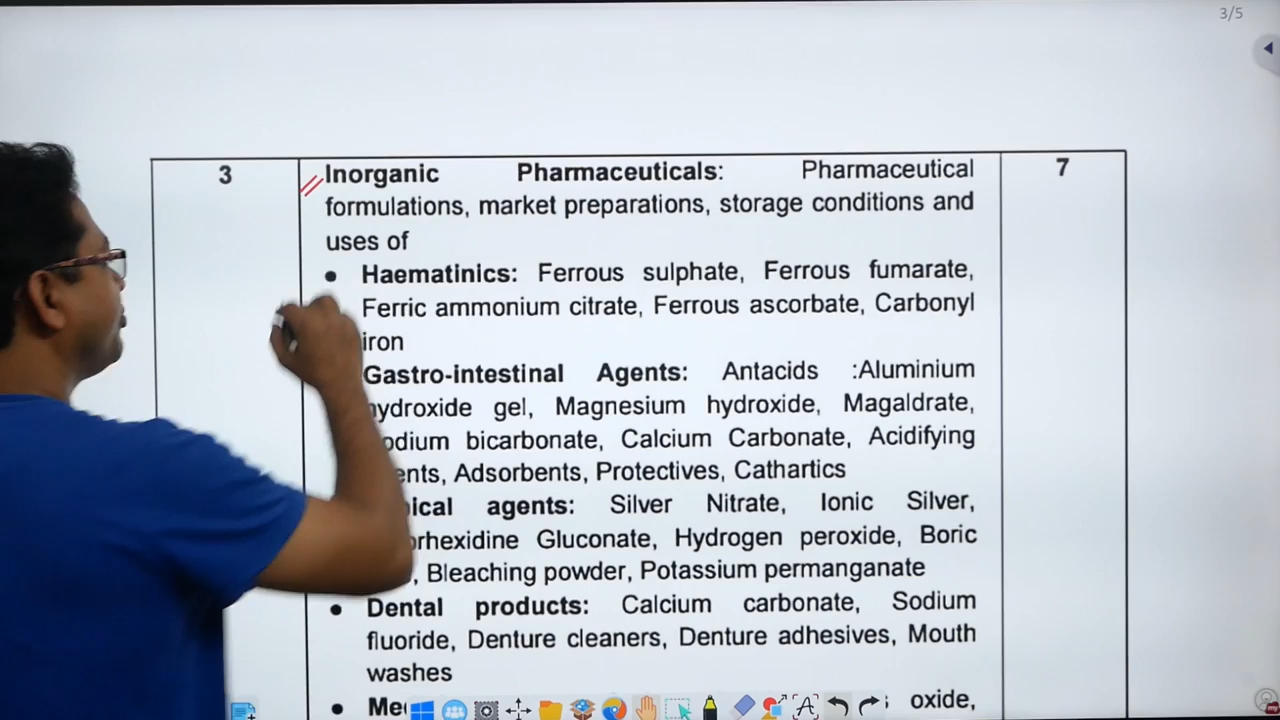 3/5
3 Inorganic Pharmaceuticals: Pharmaceutical 7
formulations, market preparations, storage conditions and
uses of
• Haematinics: Ferrous sulphate, Ferrous fumarate,
Ferric ammonium citrate, Ferrous ascorbate, Carbonyl
iron
Gastro-intestinal Agents: Antacids :Aluminium
ydroxide gel, Magnesium hydroxide, Magaldrate,
odium bicarbonate, Calcium Carbonate, Acidifying
ents, Adsorbents, Protectives, Cathartics
ical agents: Silver Nitrate, Ionic Silver,
orhexidine Gluconate, Hydrogen peroxide, Boric
, Bleaching powder, Potassium permanganate
• Dental products: Calcium carbonate, Sodium
fluoride, Denture cleaners, Denture adhesives, Mouth
washes
• Me oxide,